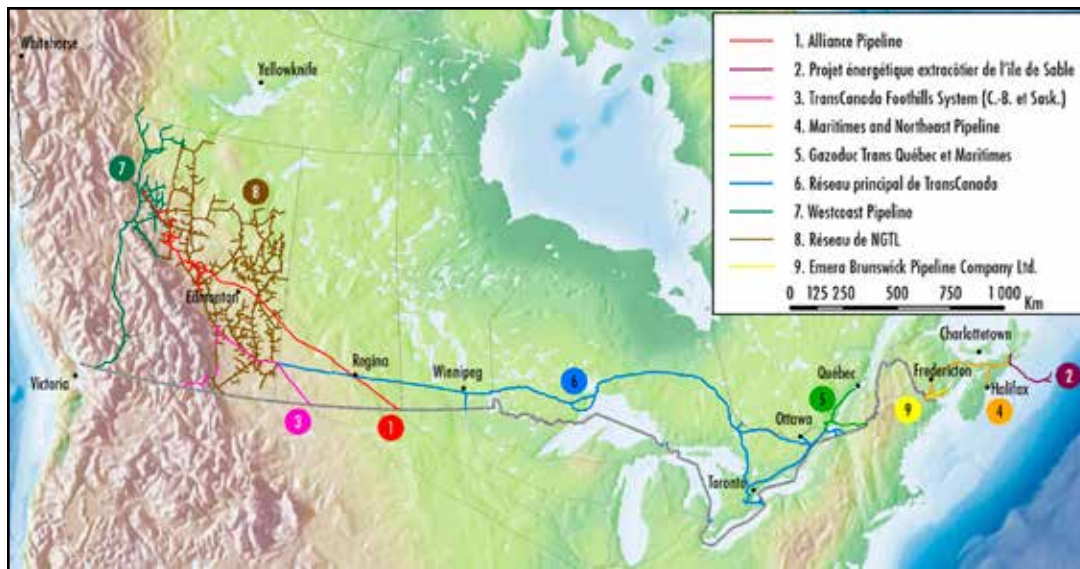 Whitehorse
Yellowknife
1. Alliance Pipeline
2. Projet énergétique extracôtier de l'île de Sable
3. TransCanada Foothills System (C.-B. et Sask.)
4. Maritimes and Northeast Pipeline
5. Gazoduc Trans Québec et Maritimes
6. Réseau principal de TransCanada
7. Westcoast Pipeline
8. Réseau de NGTL
9. Emera Brunswick Pipeline Company Ltd.
0 125 250 500 750 1 000
Km
7
8
Edmonton
Victoria
Regina
Winnipeg
6
3
1
Toronto
Ottawa
5
Québec
9
Fredericton
Charlottetown
Halifax
4
2